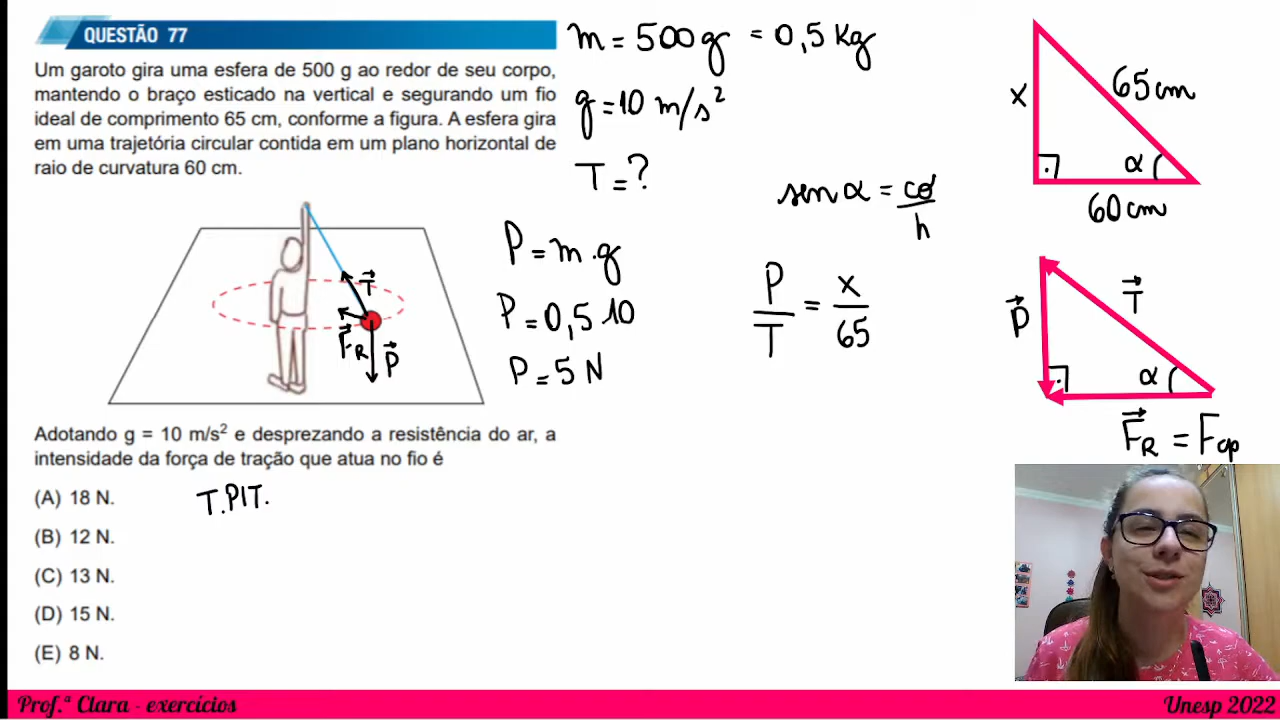 QUESTÃO 77
Um garoto gira uma esfera de 500 g ao redor de seu corpo,
mantendo o braço esticado na vertical e segurando um fio
ideal de comprimento 65 cm, conforme a figura. A esfera gira
em uma trajetória circular contida em um plano horizontal de
raio de curvatura 60 cm.
T
F_R
P
Adotando g = 10 m/s² e desprezando a resistência do ar, a
intensidade da força de tração que atua no fio é
(A) 18 N.
(B) 12 N.
(C) 13 N.
(D) 15 N.
(E) 8 N.
T.PIT.
m = 500g = 0,5 Kg
g = 10 m/s²
T = ?
P = m.g
P = 0,5.10
P = 5 N
sen α = co/h
P/T = x/65
x
65 cm
α
60 cm
P
T
α
F_R = F_cp
Prof.ª Clara - exercícios
Unesp 2022